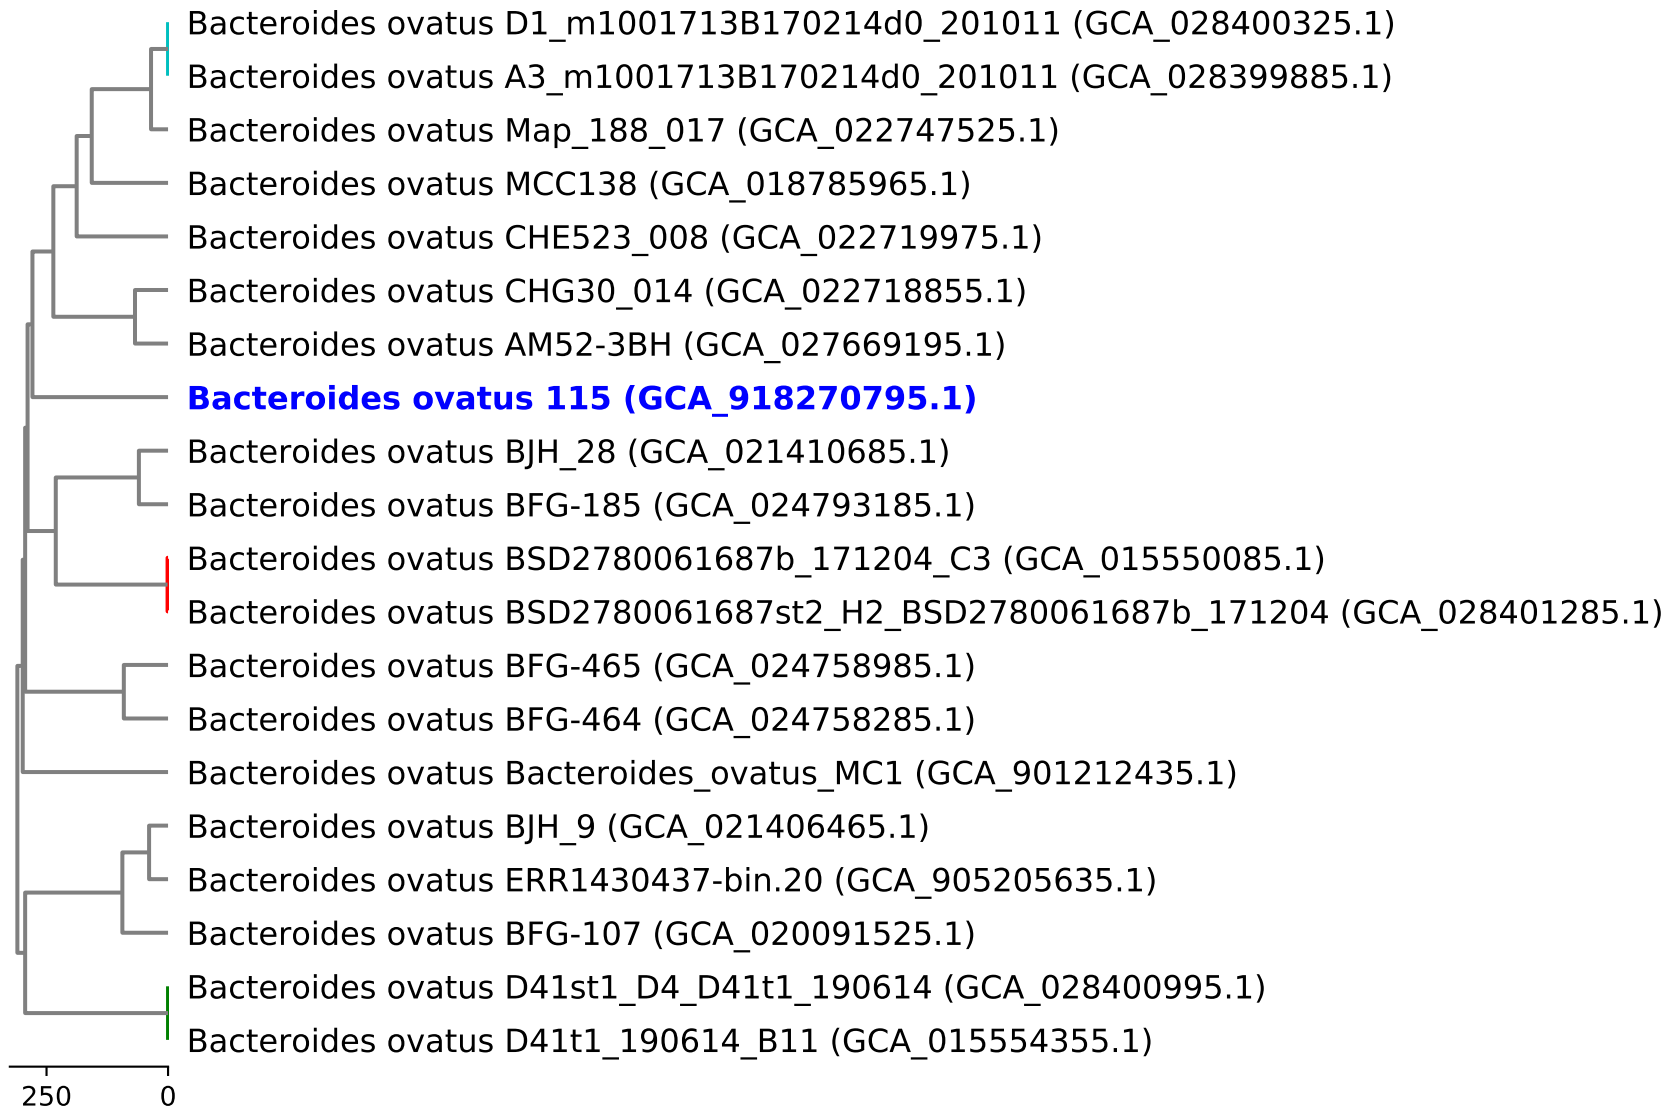 Bacteroides ovatus D1_m1001713B170214d0_201011 (GCA_028400325.1)
Bacteroides ovatus A3_m1001713B170214d0_201011 (GCA_028399885.1)
Bacteroides ovatus Map_188_017 (GCA_022747525.1)
Bacteroides ovatus MCC138 (GCA_018785965.1)
Bacteroides ovatus CHE523_008 (GCA_022719975.1)
Bacteroides ovatus CHG30_014 (GCA_022718855.1)
Bacteroides ovatus AM52-3BH (GCA_027669195.1)
Bacteroides ovatus 115 (GCA_918270795.1)
Bacteroides ovatus BJH_28 (GCA_021410685.1)
Bacteroides ovatus BFG-185 (GCA_024793185.1)
Bacteroides ovatus BSD2780061687b_171204_C3 (GCA_015550085.1)
Bacteroides ovatus BSD2780061687st2_H2_BSD2780061687b_171204 (GCA_028401285.1)
Bacteroides ovatus BFG-465 (GCA_024758985.1)
Bacteroides ovatus BFG-464 (GCA_024758285.1)
Bacteroides ovatus Bacteroides_ovatus_MC1 (GCA_901212435.1)
Bacteroides ovatus BJH_9 (GCA_021406465.1)
Bacteroides ovatus ERR1430437-bin.20 (GCA_905205635.1)
Bacteroides ovatus BFG-107 (GCA_020091525.1)
Bacteroides ovatus D41st1_D4_D41t1_190614 (GCA_028400995.1)
Bacteroides ovatus D41t1_190614_B11 (GCA_015554355.1)
250 0